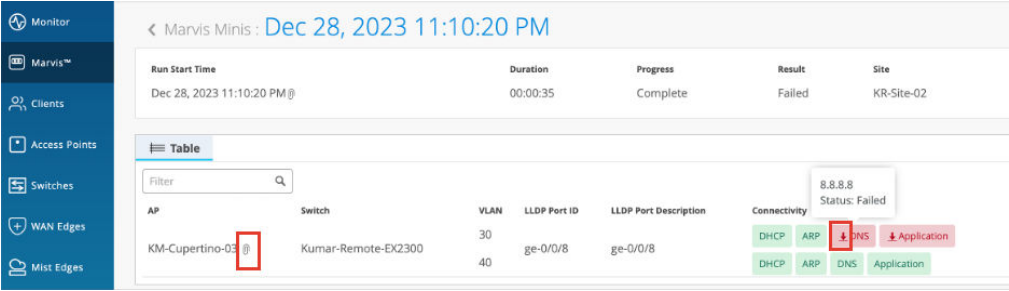 Monitor
Marvis™
Clients
Access Points
Switches
WAN Edges
Mist Edges
Marvis Minis : Dec 28, 2023 11:10:20 PM
Run Start Time Duration Progress Result Site
Dec 28, 2023 11:10:20 PM 00:00:35 Complete Failed KR-Site-02
Table
Filter
8.8.8.8
Status: Failed
AP Switch VLAN LLDP Port ID LLDP Port Description Connectivity
KM-Cupertino-03 Kumar-Remote-EX2300 ge-0/0/8 ge-0/0/8
30 DHCP ARP DNS Application
40 DHCP ARP DNS Application